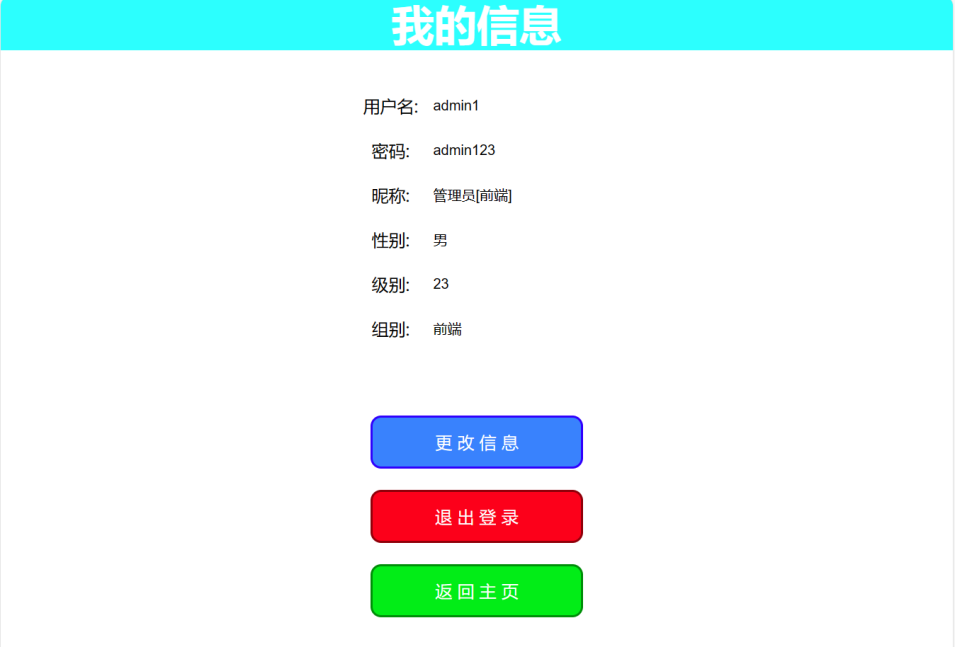 我的信息
用户名: admin1
密码: admin123
昵称: 管理员[前端]
性别: 男
级别: 23
组别: 前端
更改信息
退出登录
返回主页